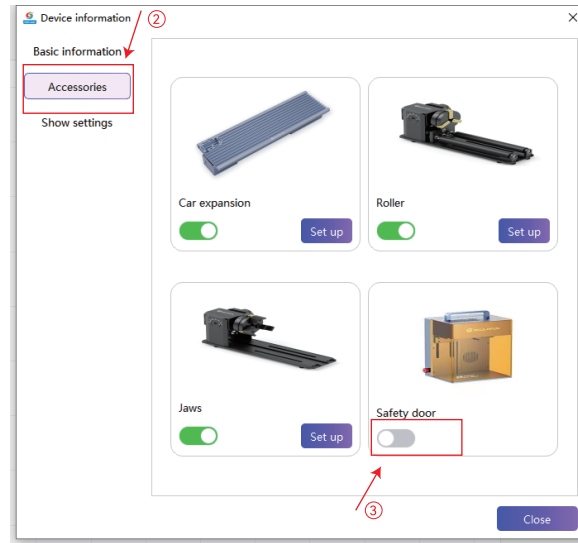 Device information
②
Basic information
Accessories
Show settings
Car expansion
Set up
Roller
Set up
Jaws
Set up
Safety door
③
Close